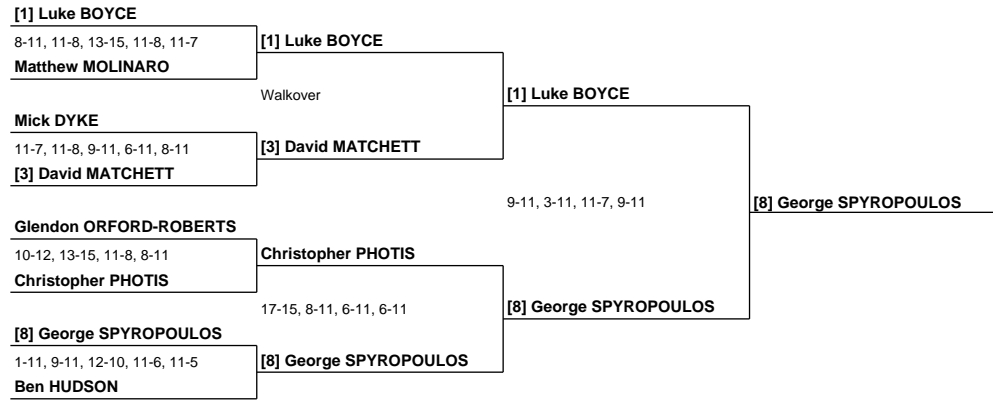 [1] Luke BOYCE
8-11, 11-8, 13-15, 11-8, 11-7
Matthew MOLINARO
[1] Luke BOYCE
Walkover
Mick DYKE
11-7, 11-8, 9-11, 6-11, 8-11
[3] David MATCHETT
[3] David MATCHETT
[1] Luke BOYCE
9-11, 3-11, 11-7, 9-11
Glendon ORFORD-ROBERTS
10-12, 13-15, 11-8, 8-11
Christopher PHOTIS
Christopher PHOTIS
17-15, 8-11, 6-11, 6-11
[8] George SPYROPOULOS
1-11, 9-11, 12-10, 11-6, 11-5
Ben HUDSON
[8] George SPYROPOULOS
[8] George SPYROPOULOS
[8] George SPYROPOULOS